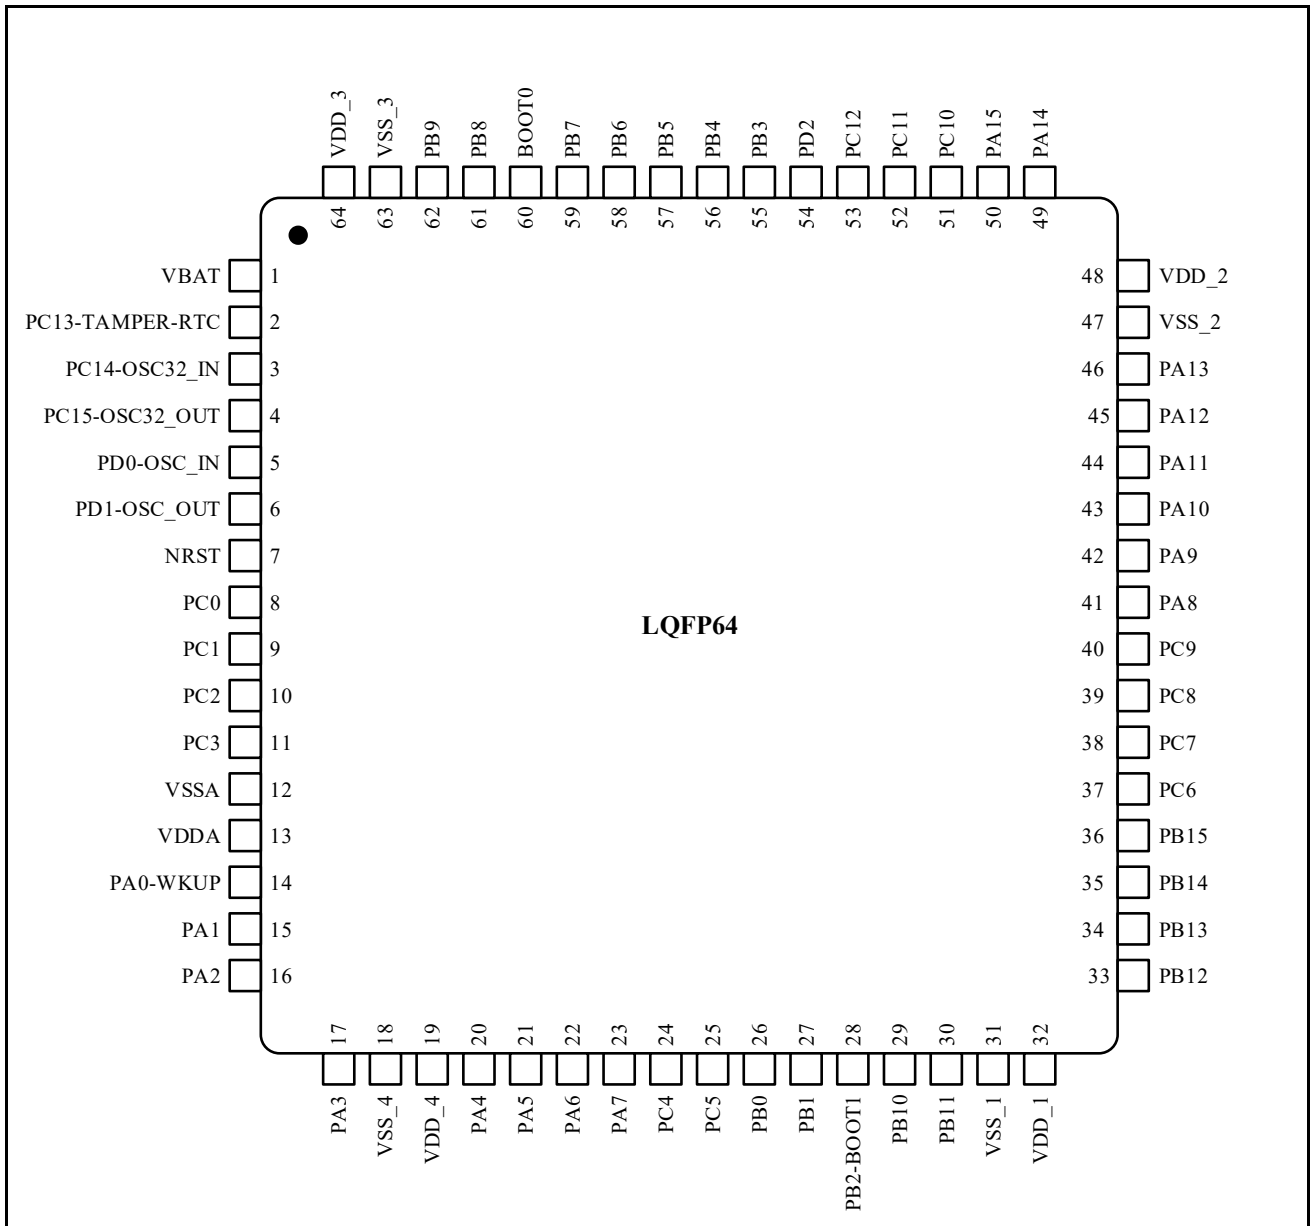 VDD_3
VSS_3
PB9
PB8
BOOT0
PB7
PB6
PB5
PB4
PB3
PD2
PC12
PC11
PC10
PA15
PA14
64
63
62
61
60
59
58
57
56
55
54
53
52
51
50
49
VBAT 1
PC13-TAMPER-RTC 2
PC14-OSC32_IN 3
PC15-OSC32_OUT 4
PD0-OSC_IN 5
PD1-OSC_OUT 6
NRST 7
PC0 8
PC1 9
PC2 10
PC3 11
VSSA 12
VDDA 13
PA0-WKUP 14
PA1 15
PA2 16
LQFP64
48 VDD_2
47 VSS_2
46 PA13
45 PA12
44 PA11
43 PA10
42 PA9
41 PA8
40 PC9
39 PC8
38 PC7
37 PC6
36 PB15
35 PB14
34 PB13
33 PB12
17
18
19
20
21
22
23
24
25
26
27
28
29
30
31
32
PA3
VSS_4
VDD_4
PA4
PA5
PA6
PA7
PC4
PC5
PB0
PB1
PB2-BOOT1
PB10
PB11
VSS_1
VDD_1